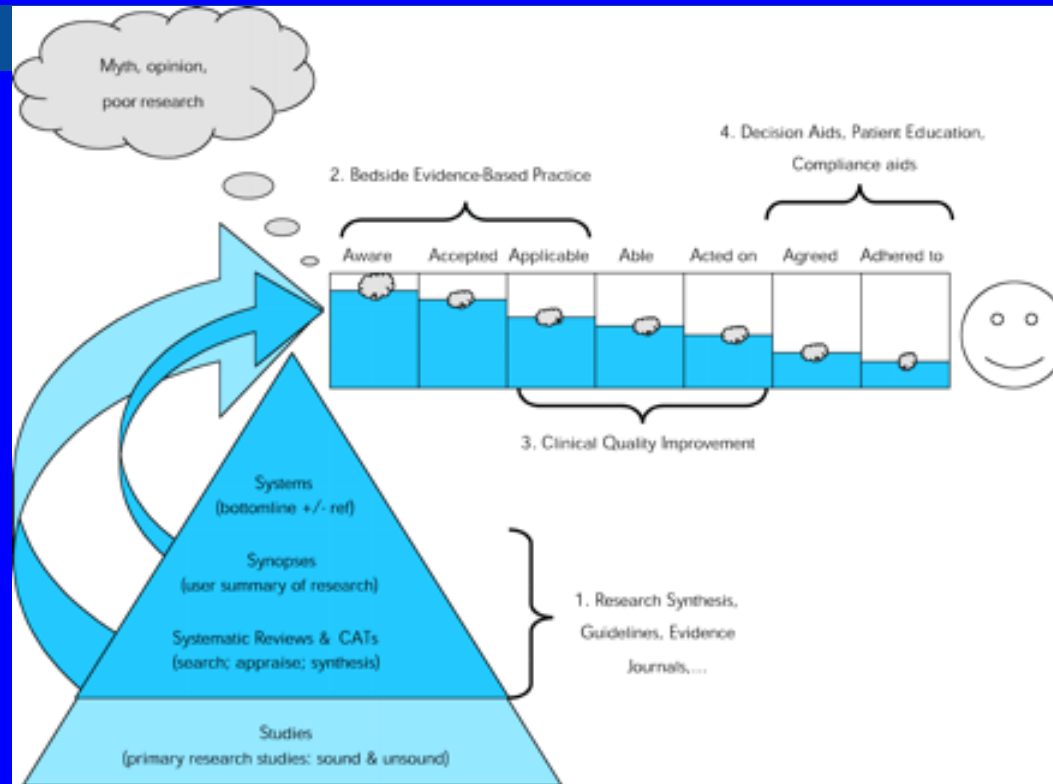 Myth, opinion,
poor research
4. Decision Aids, Patient Education,
Compliance aids
2. Bedside Evidence-Based Practice
Aware Accepted Applicable Able Acted on Agreed Adhered to
3. Clinical Quality Improvement
Systems
(bottomline +/- ref)
Synopses
(user summary of research)
Systematic Reviews & CATs
(search; appraise; synthesis)
1. Research Synthesis,
Guidelines, Evidence
Journals,...
Studies
(primary research studies: sound & unsound)